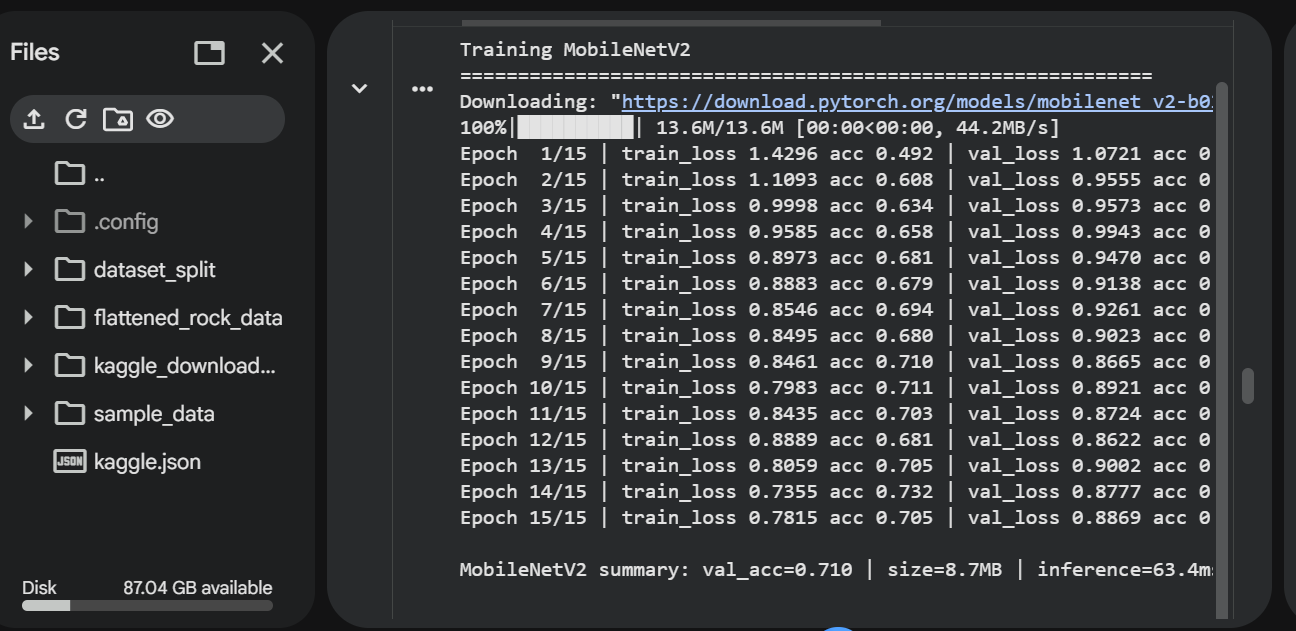 Files
..
.config
dataset_split
flattened_rock_data
kaggle_download...
sample_data
JSON kaggle.json
Disk 87.04 GB available
Training MobileNetV2
============================================================
Downloading: "https://download.pytorch.org/models/mobilenet_v2-b0
100%|██████████| 13.6M/13.6M [00:00<00:00, 44.2MB/s]
Epoch  1/15 | train_loss 1.4296 acc 0.492 | val_loss 1.0721 acc 0
Epoch  2/15 | train_loss 1.1093 acc 0.608 | val_loss 0.9555 acc 0
Epoch  3/15 | train_loss 0.9998 acc 0.634 | val_loss 0.9573 acc 0
Epoch  4/15 | train_loss 0.9585 acc 0.658 | val_loss 0.9943 acc 0
Epoch  5/15 | train_loss 0.8973 acc 0.681 | val_loss 0.9470 acc 0
Epoch  6/15 | train_loss 0.8883 acc 0.679 | val_loss 0.9138 acc 0
Epoch  7/15 | train_loss 0.8546 acc 0.694 | val_loss 0.9261 acc 0
Epoch  8/15 | train_loss 0.8495 acc 0.680 | val_loss 0.9023 acc 0
Epoch  9/15 | train_loss 0.8461 acc 0.710 | val_loss 0.8665 acc 0
Epoch 10/15 | train_loss 0.7983 acc 0.711 | val_loss 0.8921 acc 0
Epoch 11/15 | train_loss 0.8435 acc 0.703 | val_loss 0.8724 acc 0
Epoch 12/15 | train_loss 0.8889 acc 0.681 | val_loss 0.8622 acc 0
Epoch 13/15 | train_loss 0.8059 acc 0.705 | val_loss 0.9002 acc 0
Epoch 14/15 | train_loss 0.7355 acc 0.732 | val_loss 0.8777 acc 0
Epoch 15/15 | train_loss 0.7815 acc 0.705 | val_loss 0.8869 acc 0
MobileNetV2 summary: val_acc=0.710 | size=8.7MB | inference=63.4m